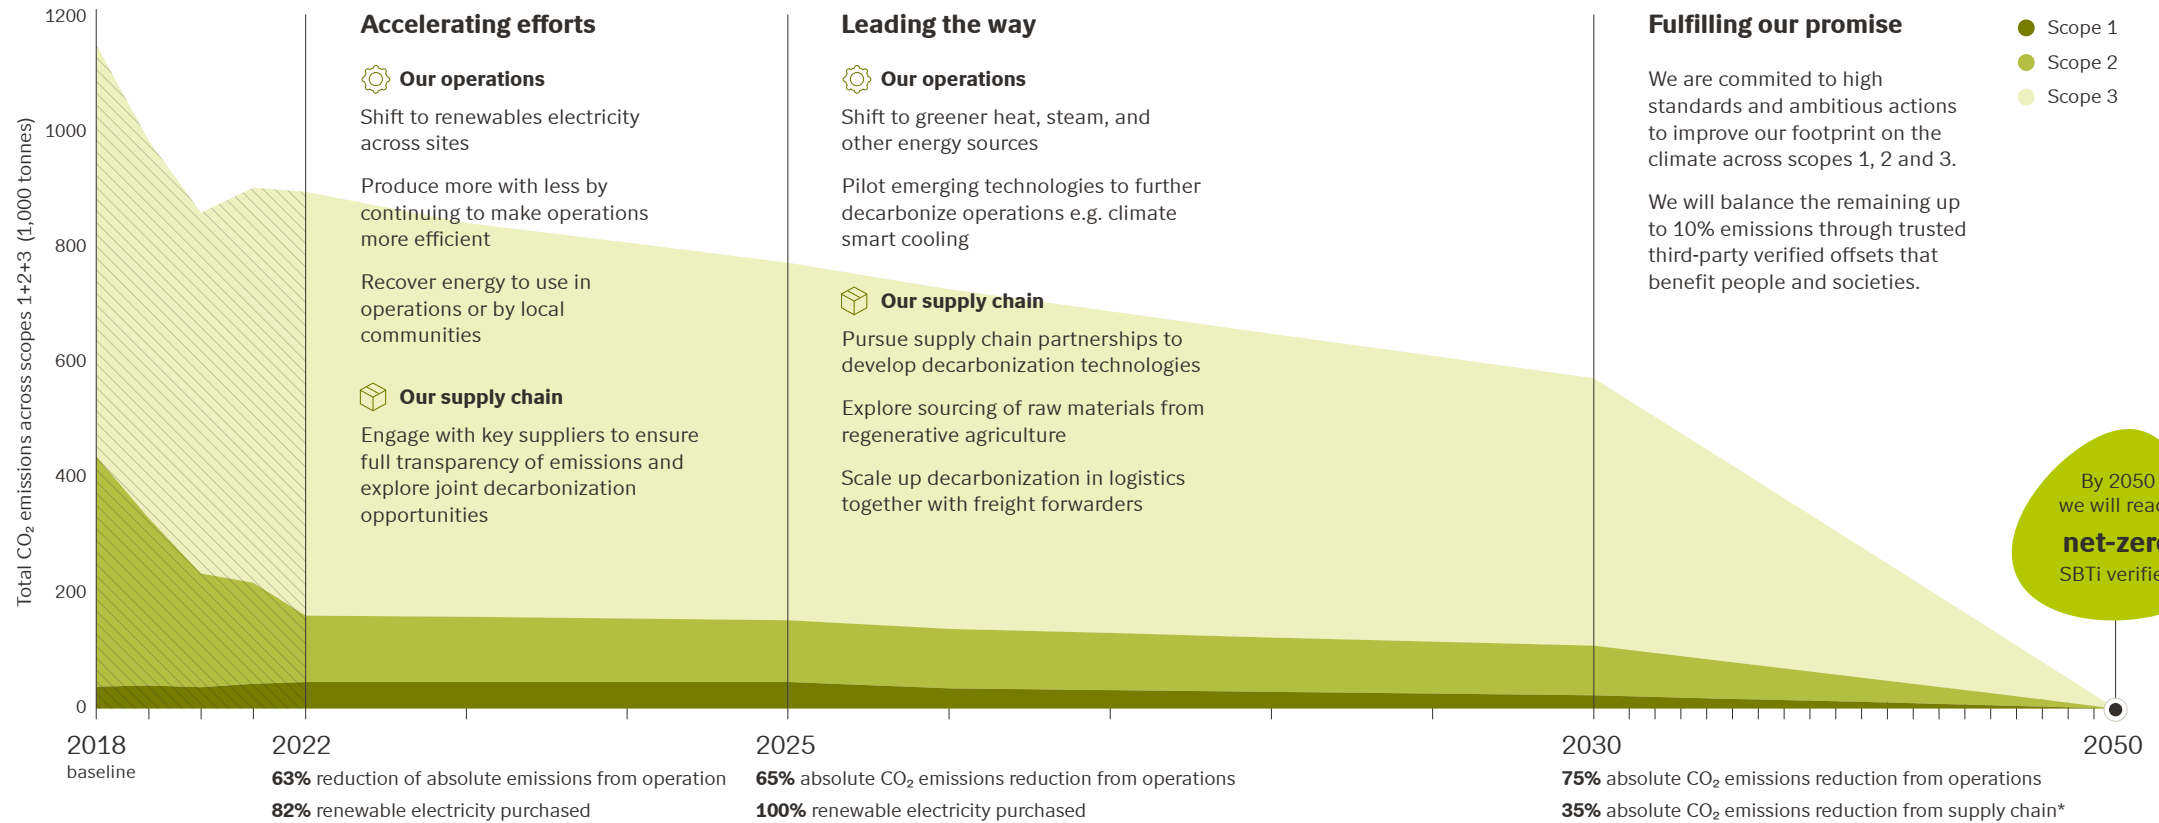 Total CO₂ emissions across scopes 1+2+3 (1,000 tonnes)
1200
1000
800
600
400
200
0
Accelerating efforts
Our operations
Shift to renewables electricity
across sites
Produce more with less by
continuing to make operations
more efficient
Recover energy to use in
operations or by local
communities
Our supply chain
Engage with key suppliers to ensure
full transparency of emissions and
explore joint decarbonization
opportunities
Leading the way
Our operations
Shift to greener heat, steam, and
other energy sources
Pilot emerging technologies to further
decarbonize operations e.g. climate
smart cooling
Our supply chain
Pursue supply chain partnerships to
develop decarbonization technologies
Explore sourcing of raw materials from
regenerative agriculture
Scale up decarbonization in logistics
together with freight forwarders
Fulfilling our promise
We are commited to high
standards and ambitious actions
to improve our footprint on the
climate across scopes 1, 2 and 3.
We will balance the remaining up
to 10% emissions through trusted
third-party verified offsets that
benefit people and societies.
Scope 1
Scope 2
Scope 3
By 2050
we will
SBTi
2018
baseline
2022
63% reduction of absolute emissions from operation
82% renewable electricity purchased
2025
65% absolute CO₂ emissions reduction from operations
100% renewable electricity purchased
2030
75% absolute CO₂ emissions reduction from operations
35% absolute CO₂ emissions reduction from supply chain*
2050